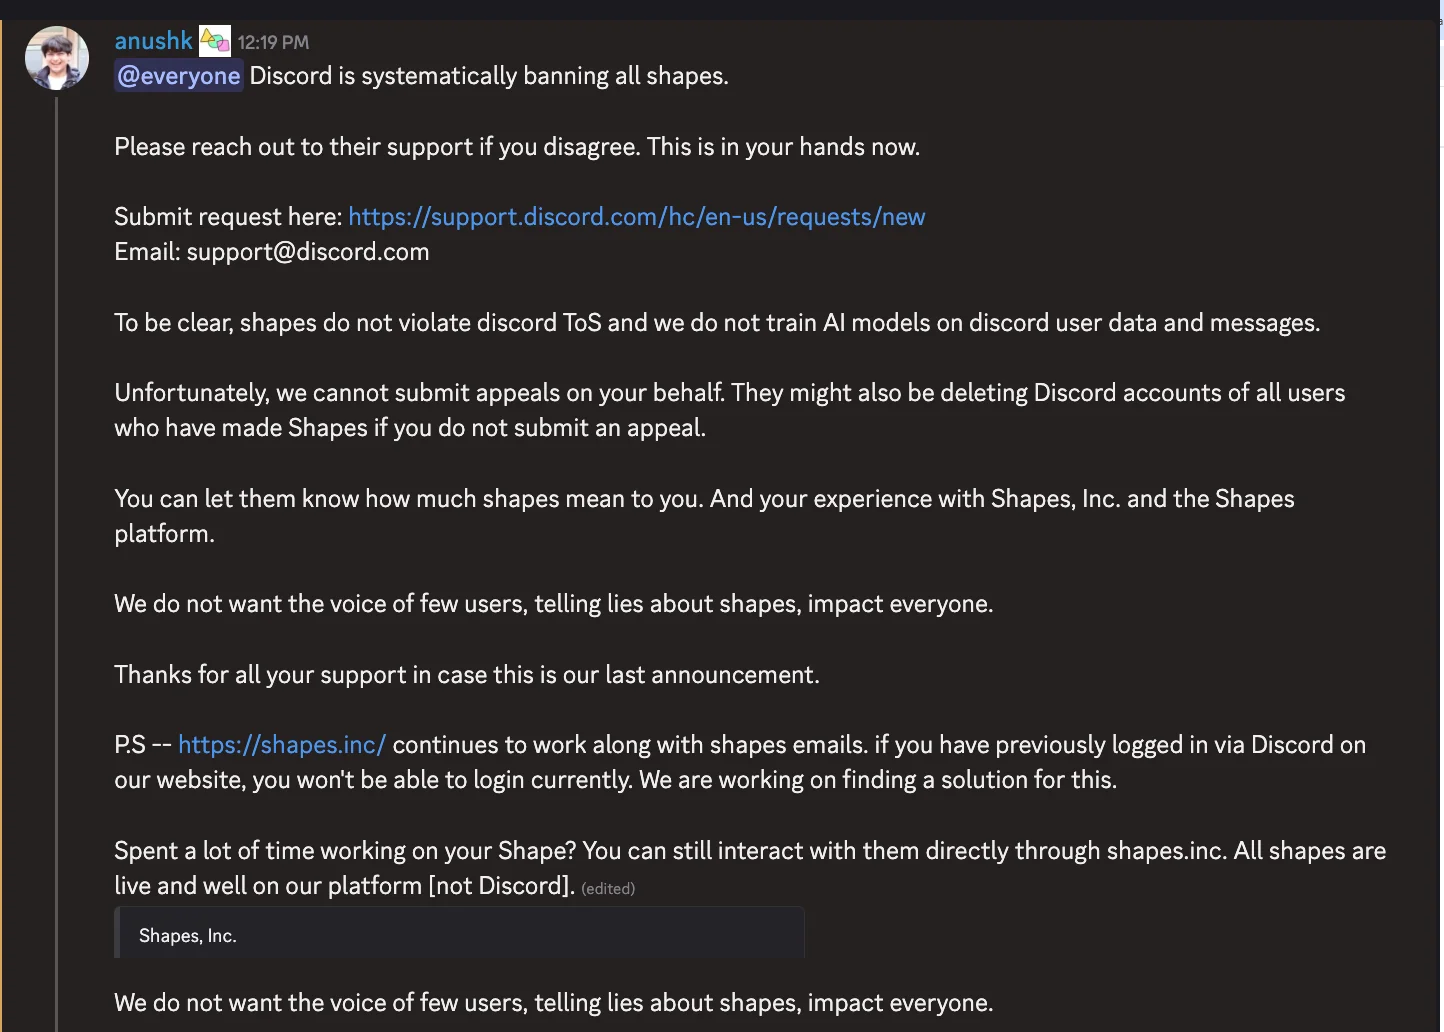 anushk 12:19 PM
@everyone Discord is systematically banning all shapes.
Please reach out to their support if you disagree. This is in your hands now.
Submit request here: https://support.discord.com/hc/en-us/requests/new
Email: support@discord.com
To be clear, shapes do not violate discord ToS and we do not train AI models on discord user data and messages.
Unfortunately, we cannot submit appeals on your behalf. They might also be deleting Discord accounts of all users
who have made Shapes if you do not submit an appeal.
You can let them know how much shapes mean to you. And your experience with Shapes, Inc. and the Shapes
platform.
We do not want the voice of few users, telling lies about shapes, impact everyone.
Thanks for all your support in case this is our last announcement.
P.S -- https://shapes.inc/ continues to work along with shapes emails. if you have previously logged in via Discord on
our website, you won't be able to login currently. We are working on finding a solution for this.
Spent a lot of time working on your Shape? You can still interact with them directly through shapes.inc. All shapes are
live and well on our platform [not Discord]. (edited)
Shapes, Inc.
We do not want the voice of few users, telling lies about shapes, impact everyone.